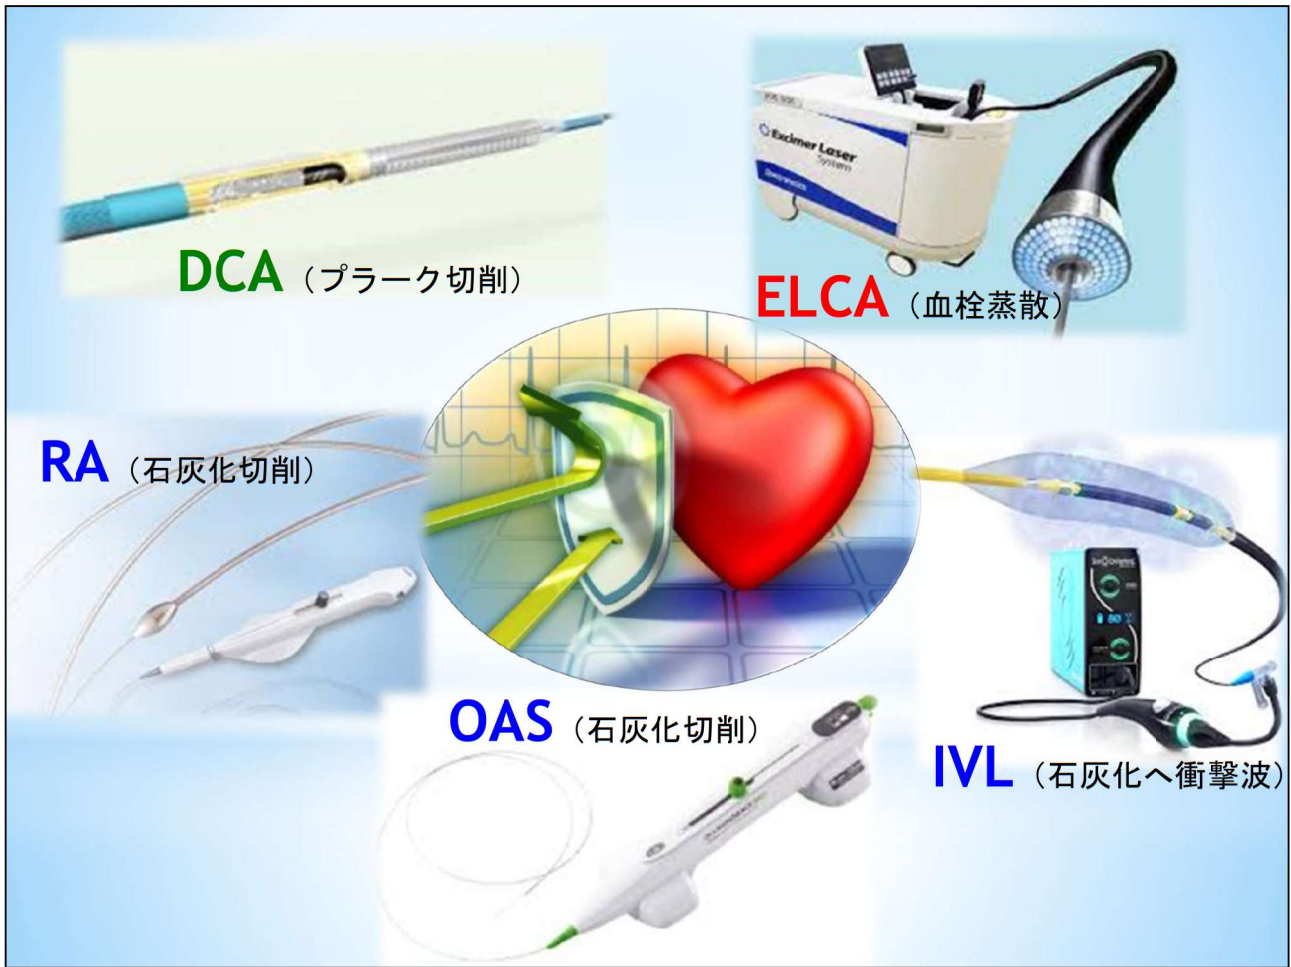 DCA（プラーク切削）
Excimer Laser
System
ELCA（血栓蒸散）
RA（石灰化切削）
OAS（石灰化切削）
80
IVL（石灰化へ衝撃波）